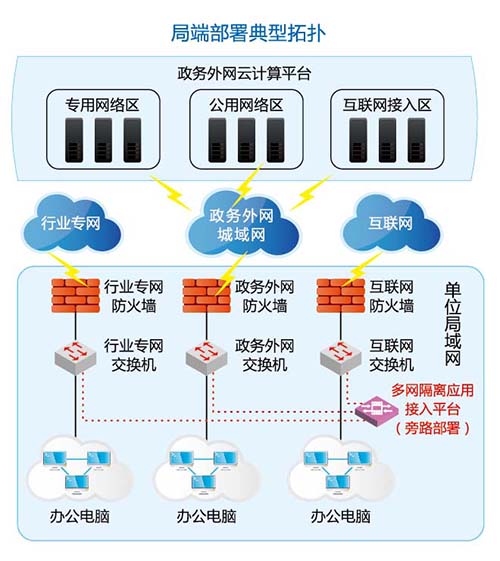 局端部署典型拓扑
政务外网云计算平台
专用网络区
公用网络区
互联网接入区
行业专网
政务外网
城域网
互联网
行业专网
防火墙
政务外网
防火墙
互联网
防火墙
单位局域网
行业专网
交换机
政务外网
交换机
互联网
交换机
多网隔离应用
接入平台
（旁路部署）
办公电脑
办公电脑
办公电脑